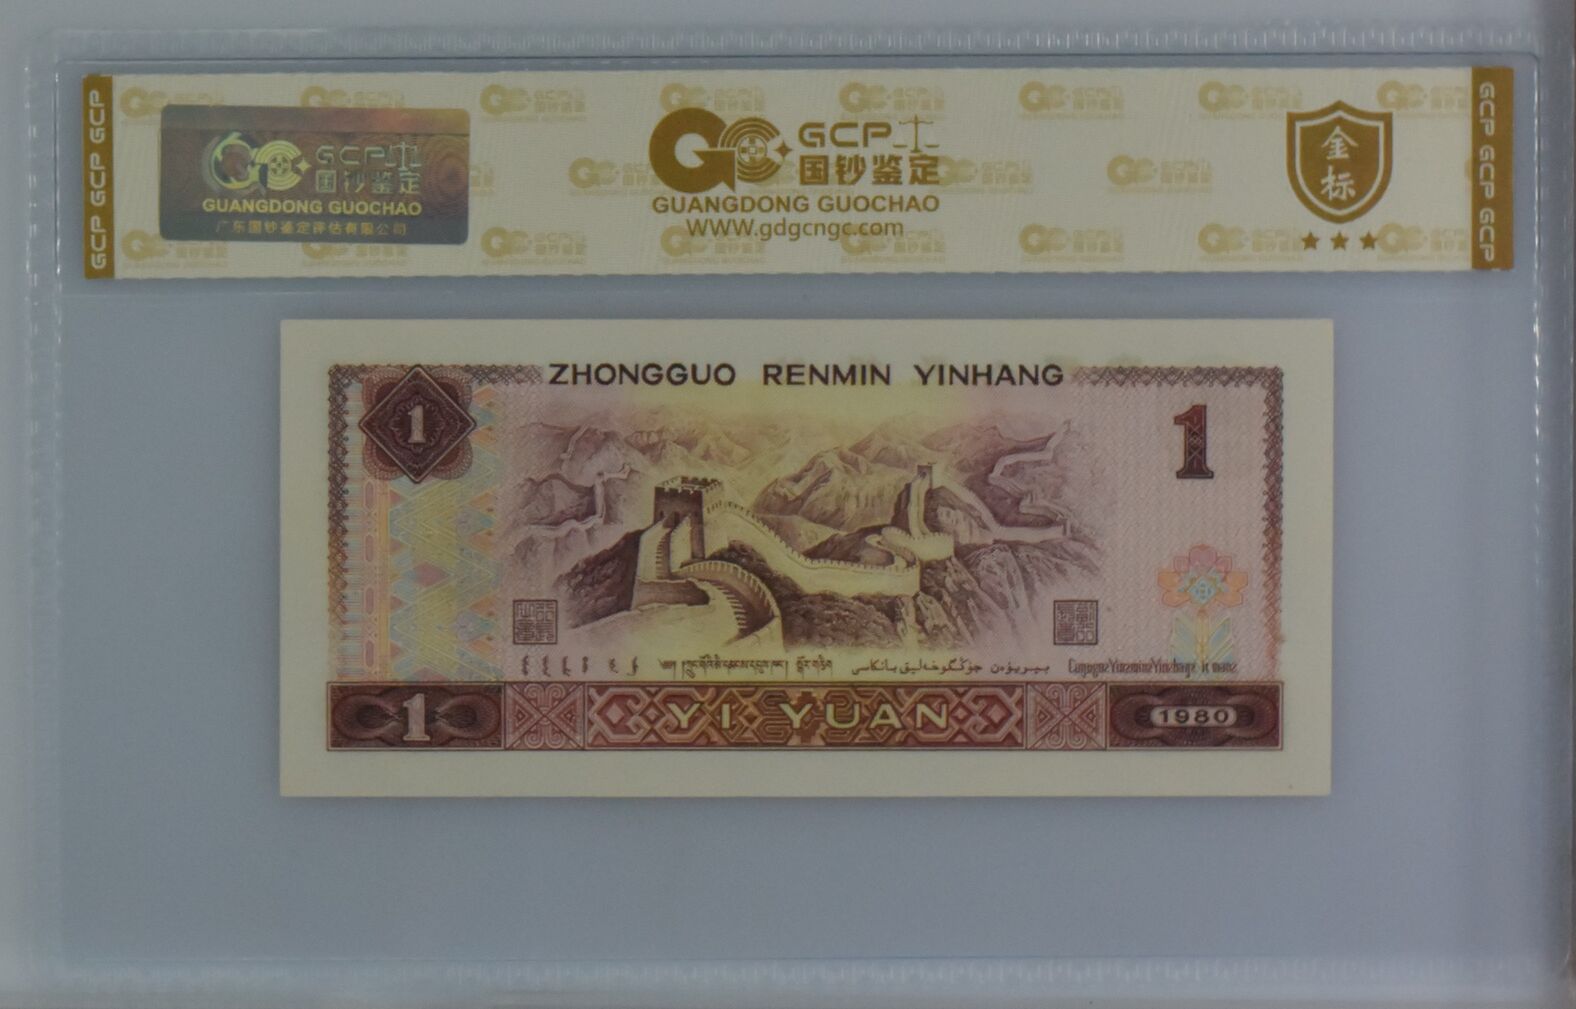 GCP GCP GCP
GCP
国钞鉴定
GUANGDONG GUOCHAO
广东国钞鉴定评估有限公司
GCP
国钞鉴定
GUANGDONG GUOCHAO
WWW.gdgcngc.com
金标
GCP GCP GCP
ZHONGGUO RENMIN YINHANG
1
1
1
YI YUAN
1980